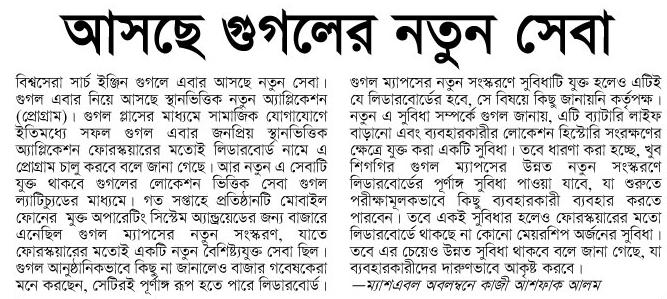 আসছে গুগলের নতুন সেবা
বিশ্বসেরা সার্চ ইঞ্জিন গুগলে এবার আসছে নতুন সেবা।
গুগল এবার নিয়ে আসছে স্থানভিত্তিক নতুন অ্যাপ্লিকেশন
(প্রোগ্রাম)। গুগল প্লাসের মাধ্যমে সামাজিক যোগাযোগে
ইতিমধ্যে সফল গুগল এবার জনপ্রিয় স্থানভিত্তিক
অ্যাপ্লিকেশন ফোরস্কয়ারের মতোই লিডারবোর্ড নামে এ
প্রোগ্রাম চালু করবে বলে জানা গেছে। আর নতুন এ সেবাটি
যুক্ত থাকবে গুগলের লোকেশন ভিত্তিক সেবা গুগল
ল্যাটিচ্যুডের মাধ্যমে। গত সপ্তাহে প্রতিষ্ঠানটি মোবাইল
ফোনের মুক্ত অপারেটিং সিস্টেম অ্যান্ড্রয়েডের জন্য বাজারে
এনেছিল গুগল ম্যাপসের নতুন সংস্করণ, যাতে
ফোরস্কয়ারের মতোই একটি নতুন বৈশিষ্ট্যযুক্ত সেবা ছিল।
গুগল আনুষ্ঠানিকভাবে কিছু না জানালেও বাজার গবেষকেরা
মনে করছেন, সেটিরই পূর্ণাঙ্গ রূপ হতে পারে লিডারবোর্ড।
গুগল ম্যাপসের নতুন সংস্করণে সুবিধাটি যুক্ত হলেও এটিই
যে লিডারবোর্ডের হবে, সে বিষয়ে কিছু জানায়নি কর্তৃপক্ষ।
নতুন এ সুবিধা সম্পর্কে গুগল জানায়, এটি ব্যাটারি লাইফ
বাড়ানো এবং ব্যবহারকারীর লোকেশন হিস্টোরি সংরক্ষণের
ক্ষেত্রে যুক্ত করা একটি সুবিধা। তবে ধারণা করা হচ্ছে, খুব
শিগগির গুগল ম্যাপসের উন্নত নতুন সংস্করণে
লিডারবোর্ডের পূর্ণাঙ্গ সুবিধা পাওয়া যাবে, যা শুরুতে
পরীক্ষামূলকভাবে কিছু ব্যবহারকারী ব্যবহার করতে
পারবেন। তবে একই সুবিধার হলেও ফোরস্কয়ারের মতো
লিডারবোর্ডে থাকছে না কোনো মেয়রশিপ অর্জনের সুবিধা।
তবে এর চেয়েও উন্নত সুবিধা থাকবে বলে জানা গেছে, যা
ব্যবহারকারীদের দারুণভাবে আকৃষ্ট করবে।
—ম্যাশএবল অবলম্বনে কাজী আশফাক আলম